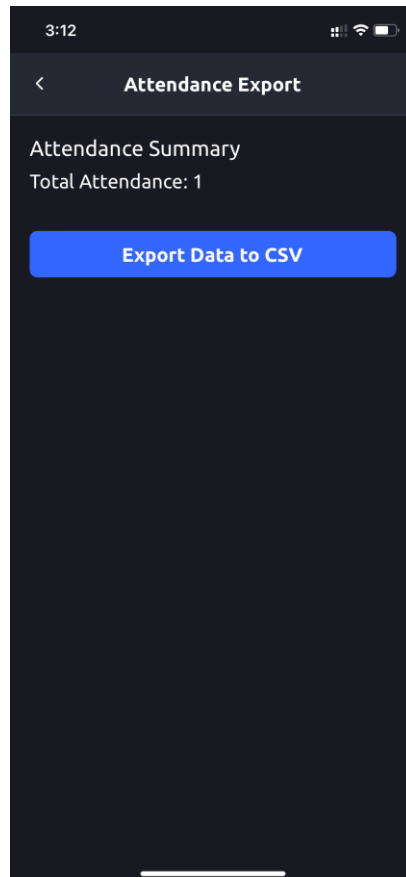 3:12
Attendance Export
Attendance Summary
Total Attendance: 1
Export Data to CSV